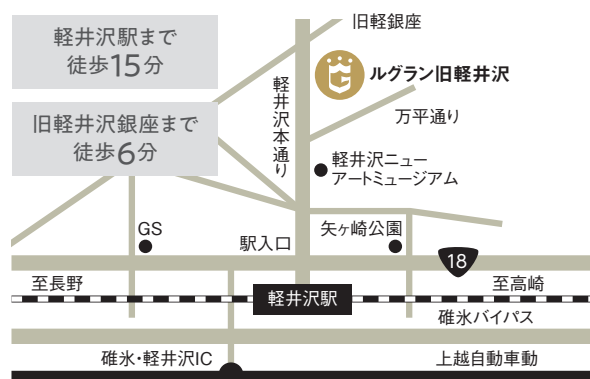 軽井沢駅まで
徒歩15分
旧軽井沢銀座まで
徒歩6分
旧軽銀座
ルグラン旧軽井沢
軽井沢本通り
万平通り
軽井沢ニュー
アートミュージアム
GS
駅入口
矢ヶ崎公園
18
至長野
軽井沢駅
至高崎
碓氷バイパス
碓氷・軽井沢IC
上越自動車動